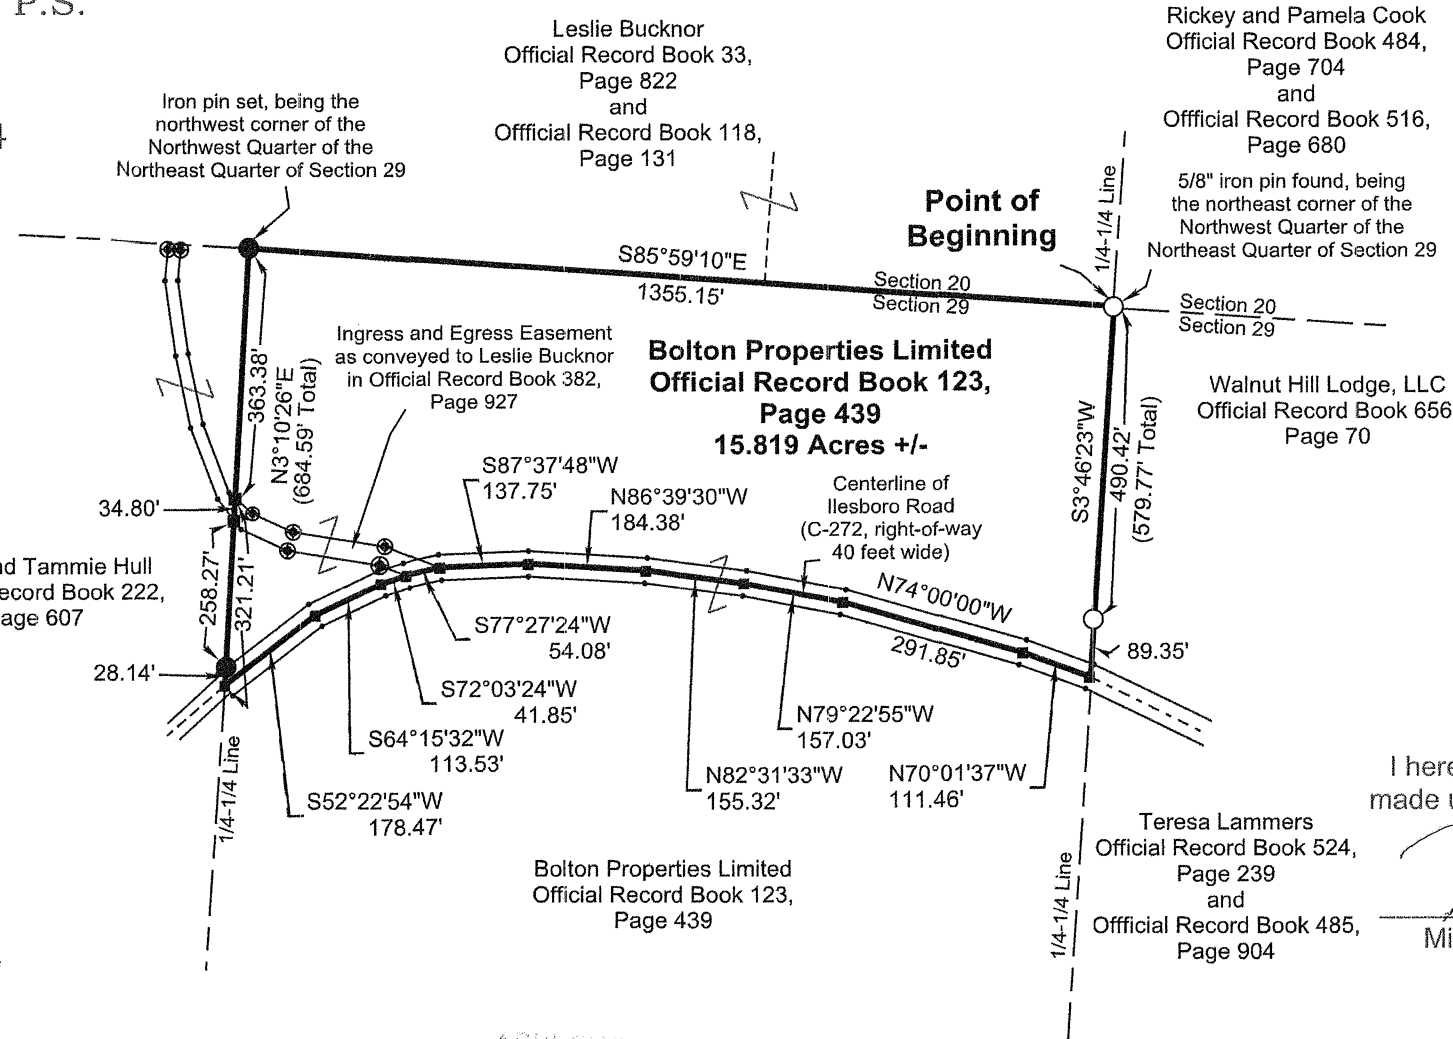 P.S.
Leslie Bucknor
Official Record Book 33,
Page 822
and
Offficial Record Book 118,
Page 131
Rickey and Pamela Cook
Official Record Book 484,
Page 704
and
Offficial Record Book 516,
Page 680
Iron pin set, being the
northwest corner of the
Northwest Quarter of the
Northeast Quarter of Section 29
4
5/8" iron pin found, being
the northeast corner of the
Northwest Quarter of the
Northeast Quarter of Section 29
1/4-1/4 Line
Point of
Beginning
S85°59'10"E
1355.15'
Section 20
Section 29
Section 20
Section 29
Ingress and Egress Easement
as conveyed to Leslie Bucknor
in Official Record Book 382,
Page 927
Bolton Properties Limited
Official Record Book 123,
Page 439
15.819 Acres +/-
Walnut Hill Lodge, LLC
Official Record Book 656
Page 70
363.38'
N3°10'26"E
(684.59' Total)
S3°46'23"W
490.42'
(579.77' Total)
S87°37'48"W
137.75'
N86°39'30"W
184.38'
Centerline of
Ilesboro Road
(C-272, right-of-way
40 feet wide)
34.80'
nd Tammie Hull
ecord Book 222,
age 607
258.27'
321.21'
28.14'
N74°00'00"W
291.85'
89.35'
S77°27'24"W
54.08'
S72°03'24"W
41.85'
S64°15'32"W
113.53'
S52°22'54"W
178.47'
N79°22'55"W
157.03'
N82°31'33"W
155.32'
N70°01'37"W
111.46'
1/4-1/4 Line
1/4-1/4 Line
I here
made u
Teresa Lammers
Official Record Book 524,
Page 239
and
Offficial Record Book 485,
Page 904
Mi
Bolton Properties Limited
Official Record Book 123,
Page 439